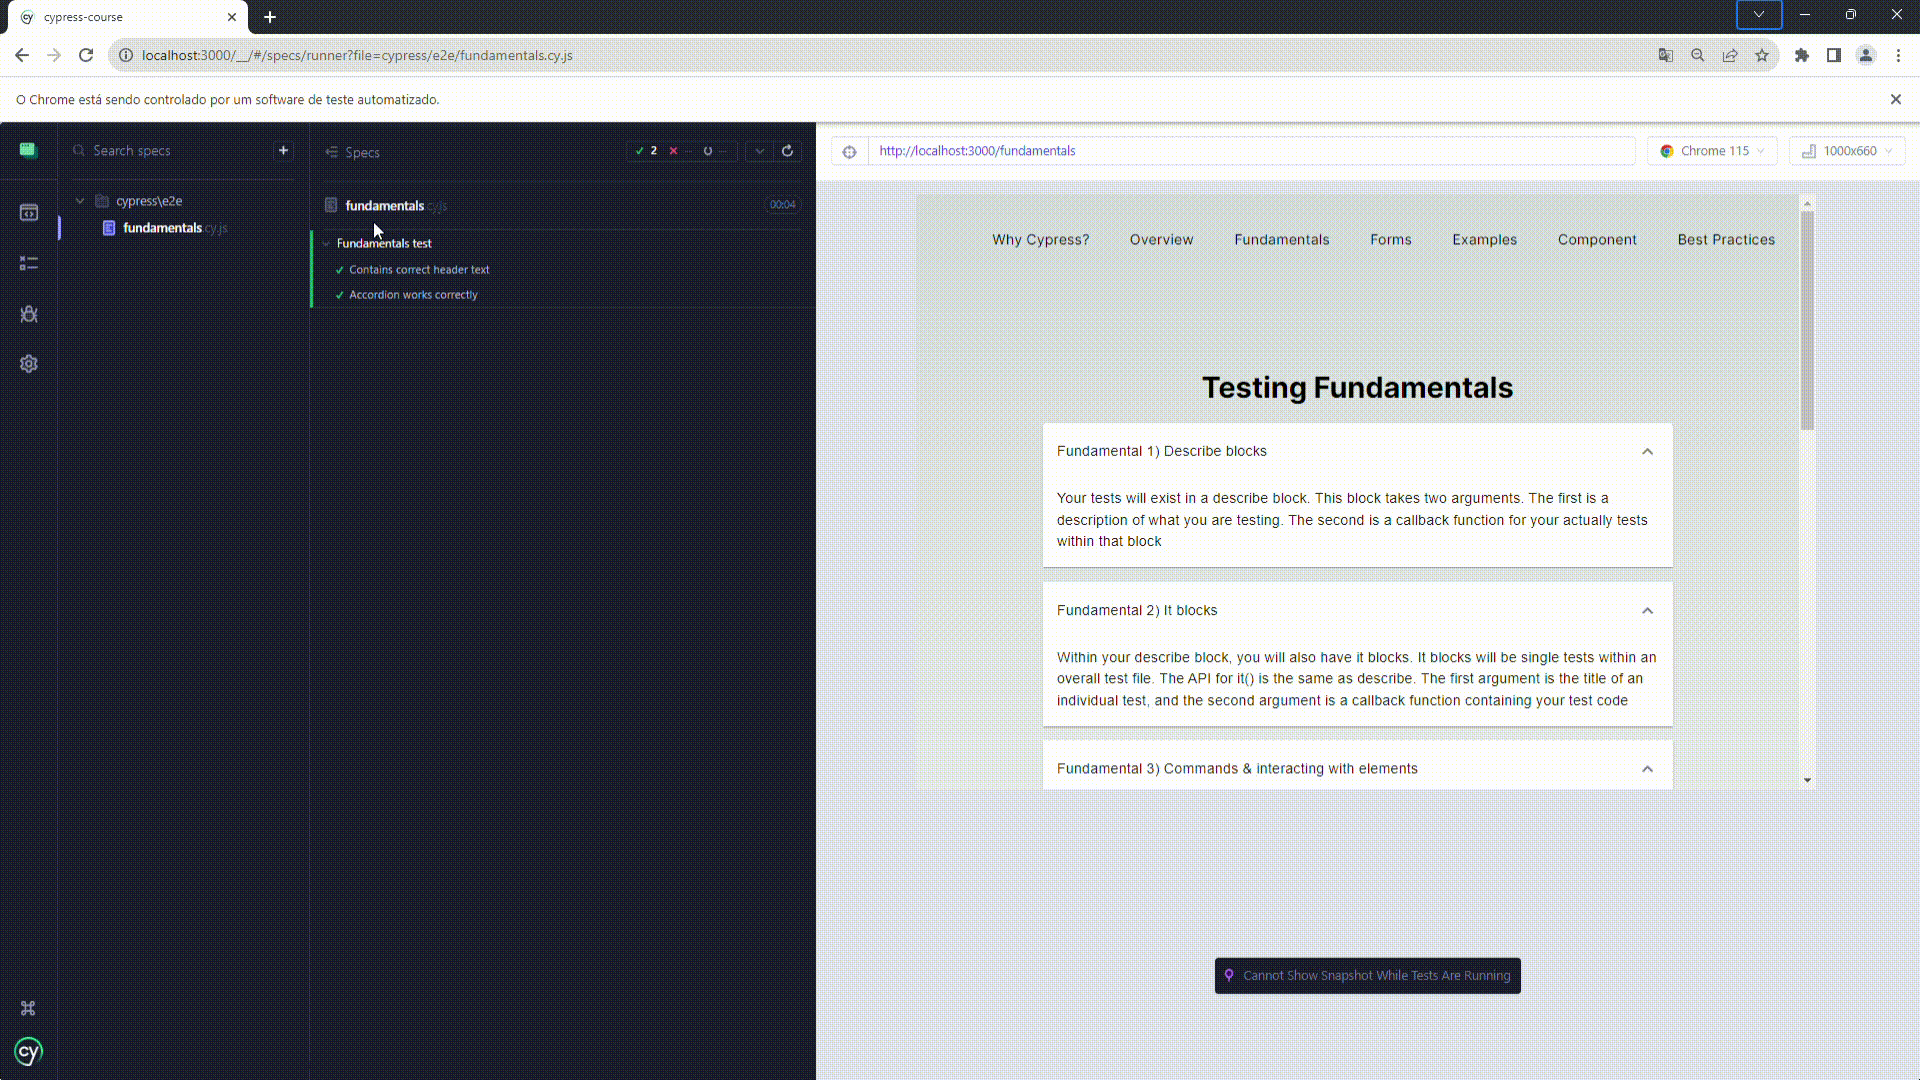 cypress-course
localhost:3000/__/#/specs/runner?file=cypress/e2e/fundamentals.cy.js
O Chrome está sendo controlado por um software de teste automatizado.
Search specs
cypress\e2e
fundamentals.cy.js
Specs
2 -- --
fundamentals.cy.js 00:04
Fundamentals test
Contains correct header text
Accordion works correctly
cy
http://localhost:3000/fundamentals
Chrome 115
1000x660
Why Cypress? Overview Fundamentals Forms Examples Component Best Practices
Testing Fundamentals
Fundamental 1) Describe blocks
Your tests will exist in a describe block. This block takes two arguments. The first is a
description of what you are testing. The second is a callback function for your actually tests
within that block
Fundamental 2) It blocks
Within your describe block, you will also have it blocks. It blocks will be single tests within an
overall test file. The API for it() is the same as describe. The first argument is the title of an
individual test, and the second argument is a callback function containing your test code
Fundamental 3) Commands & interacting with elements
Cannot Show Snapshot While Tests Are Running